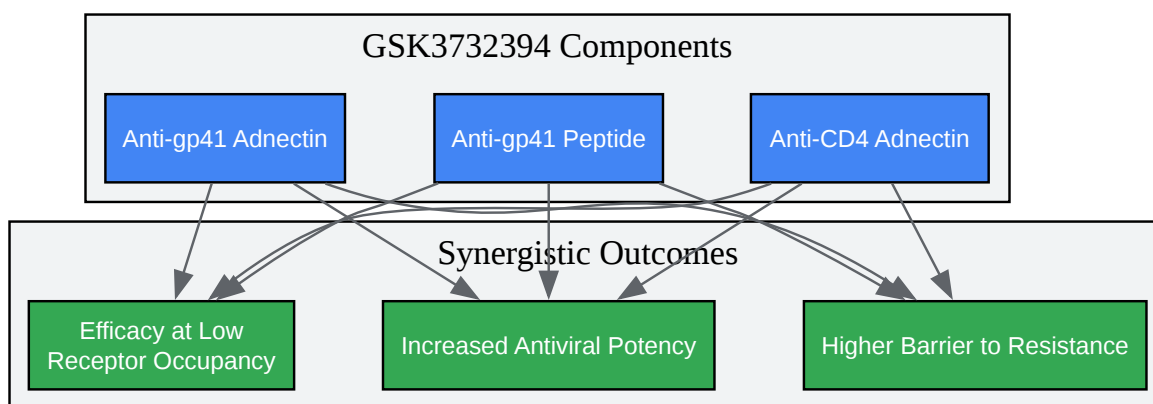 GSK3732394 Components
Anti-gp41 Adnectin
Anti-gp41 Peptide
Anti-CD4 Adnectin
Synergistic Outcomes
Efficacy at Low
Receptor Occupancy
Increased Antiviral Potency
Higher Barrier to Resistance